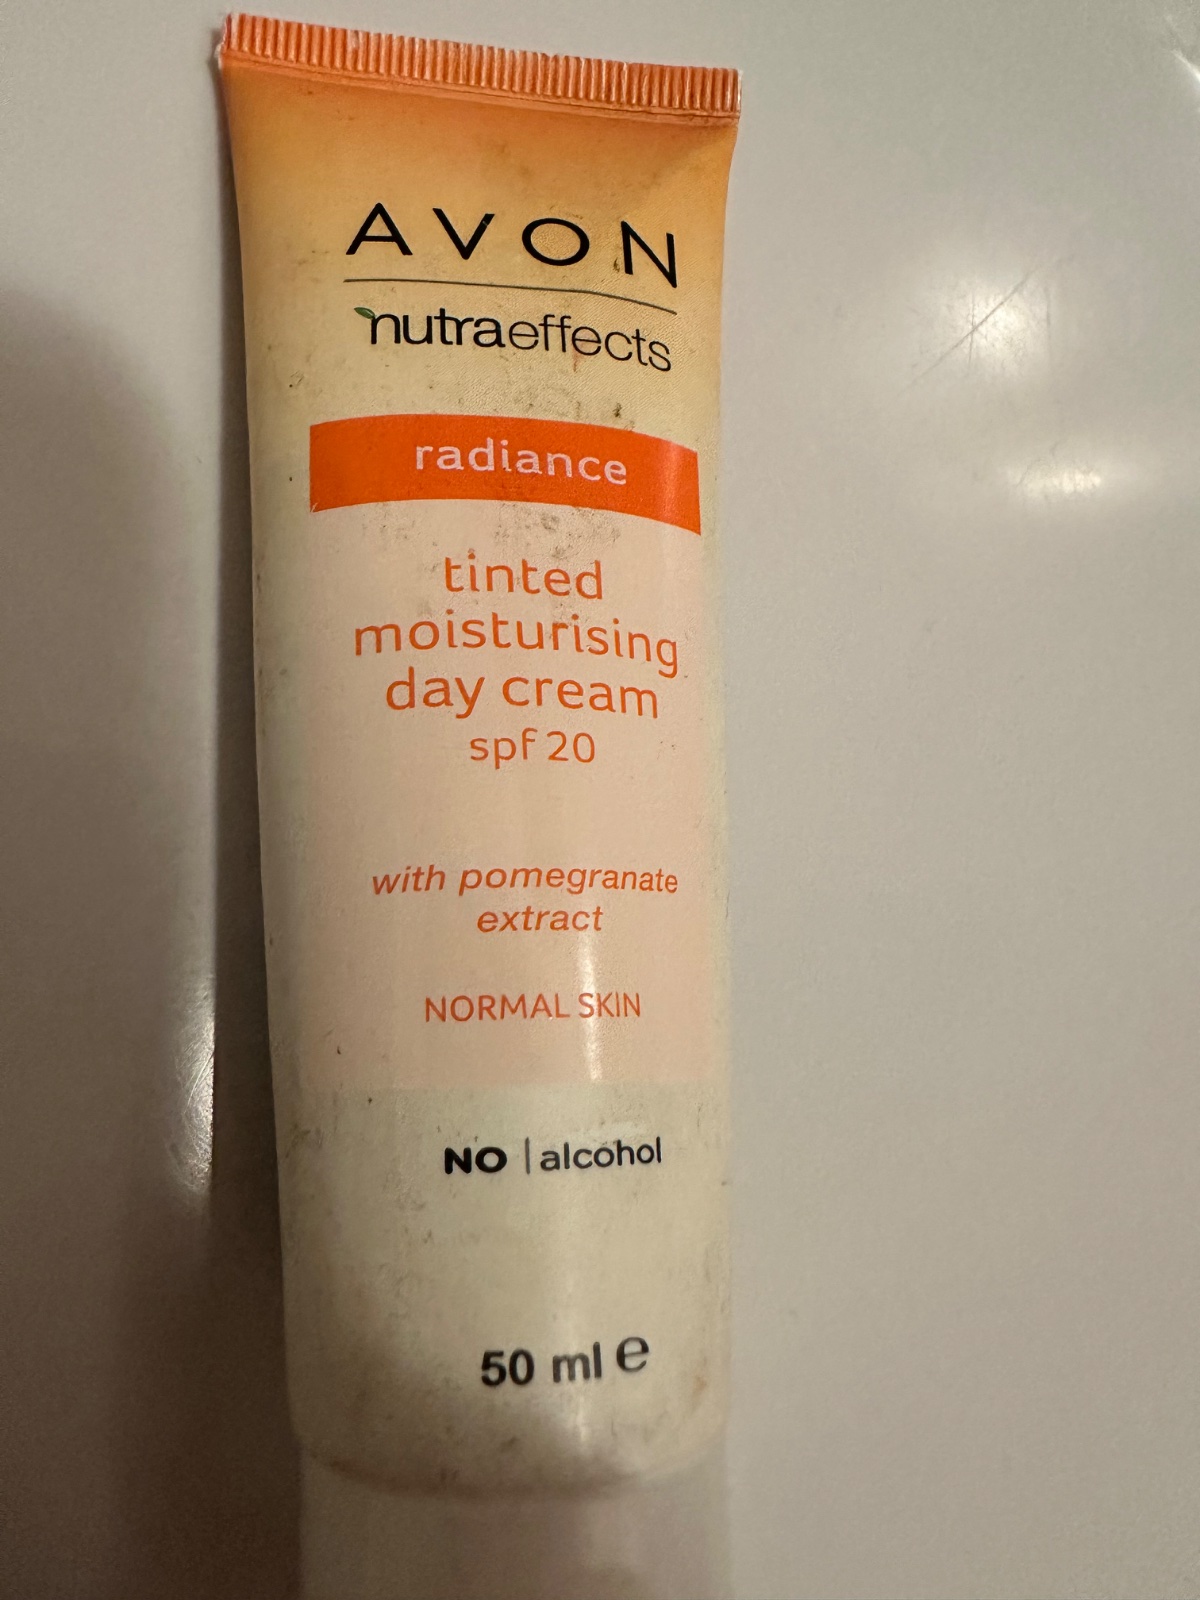 AVON
nutraeffects
radiance
tinted
moisturising
day cream
spf 20
with pomegranate
extract
NORMAL SKIN
NO | alcohol
50 ml e